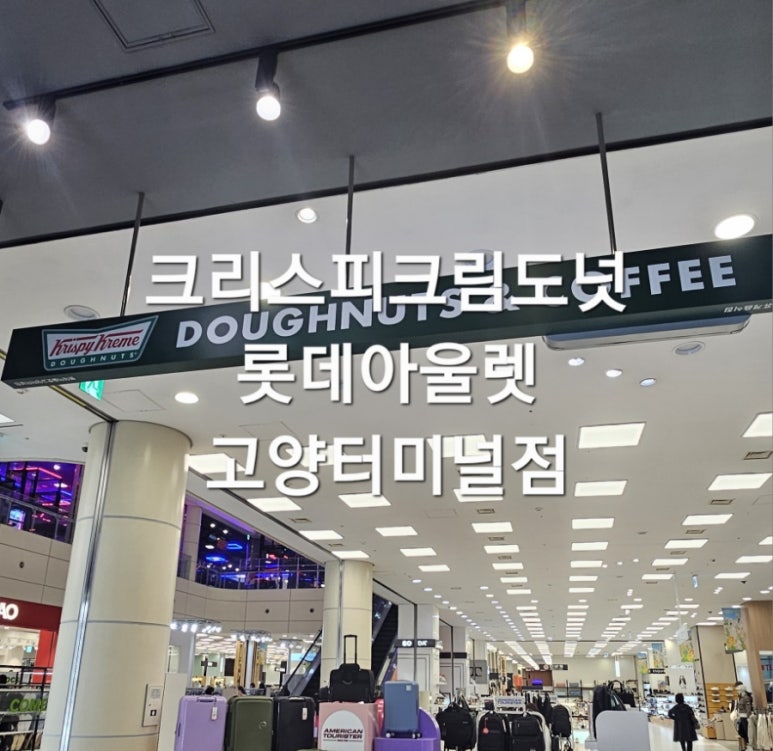 크리스피크림도넛
Krispy Kreme
DOUGHNUTS
DOUGHNUTS & COFFEE
롯데아울렛
고양터미널점
AMERICAN
TOURISTER